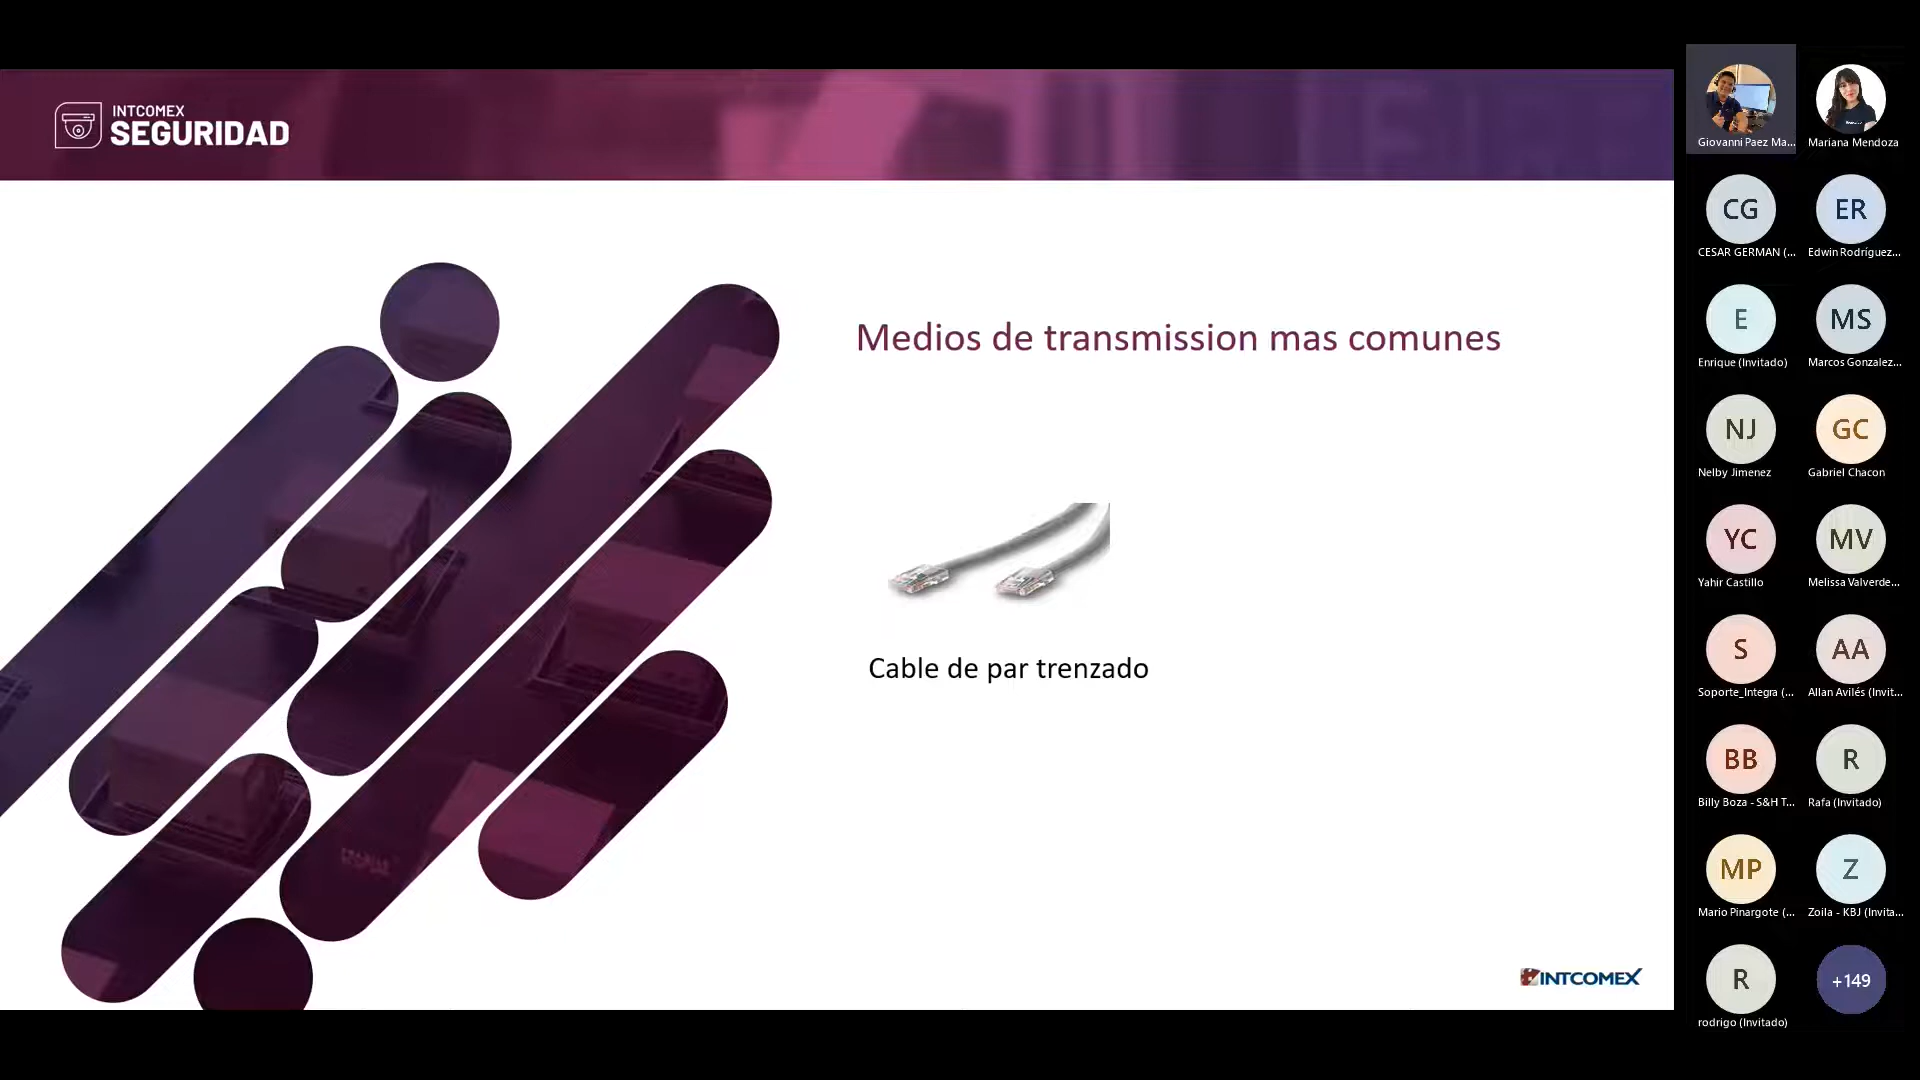 INTCOMEX
SEGURIDAD
Medios de transmission mas comunes
Cable de par trenzado
INTCOMEX
Giovanni Paez Ma...
Mariana Mendoza
CG
ER
CESAR GERMAN (...
Edwin Rodríguez...
E
MS
Enrique (Invitado)
Marcos Gonzalez...
NJ
GC
Nelby Jimenez
Gabriel Chacon
YC
MV
Yahir Castillo
Melissa Valverde...
S
AA
Soporte_Integra (...
Allan Avilés (Invit...
BB
R
Billy Boza - S&H T...
Rafa (Invitado)
MP
Z
Mario Pinargote (...
Zoila - KBJ (Invita...
R
+149
rodrigo (Invitado)